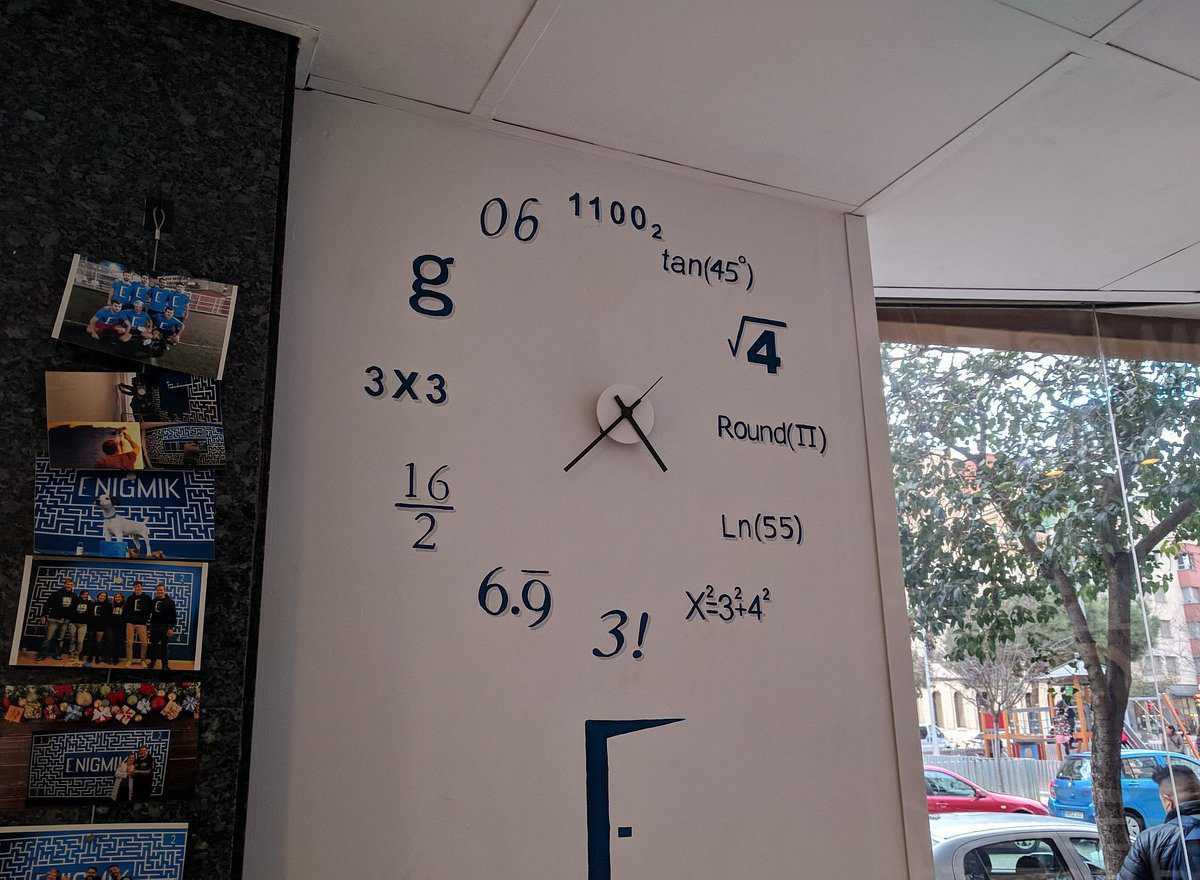 1100₂
tan(45°)
√4
Round(π)
Ln(55)
X²=3²+4²
3!
6.9̅
16
2
3X3
g
06
ENIGMIK
ENIGMIK
ENIGMIK